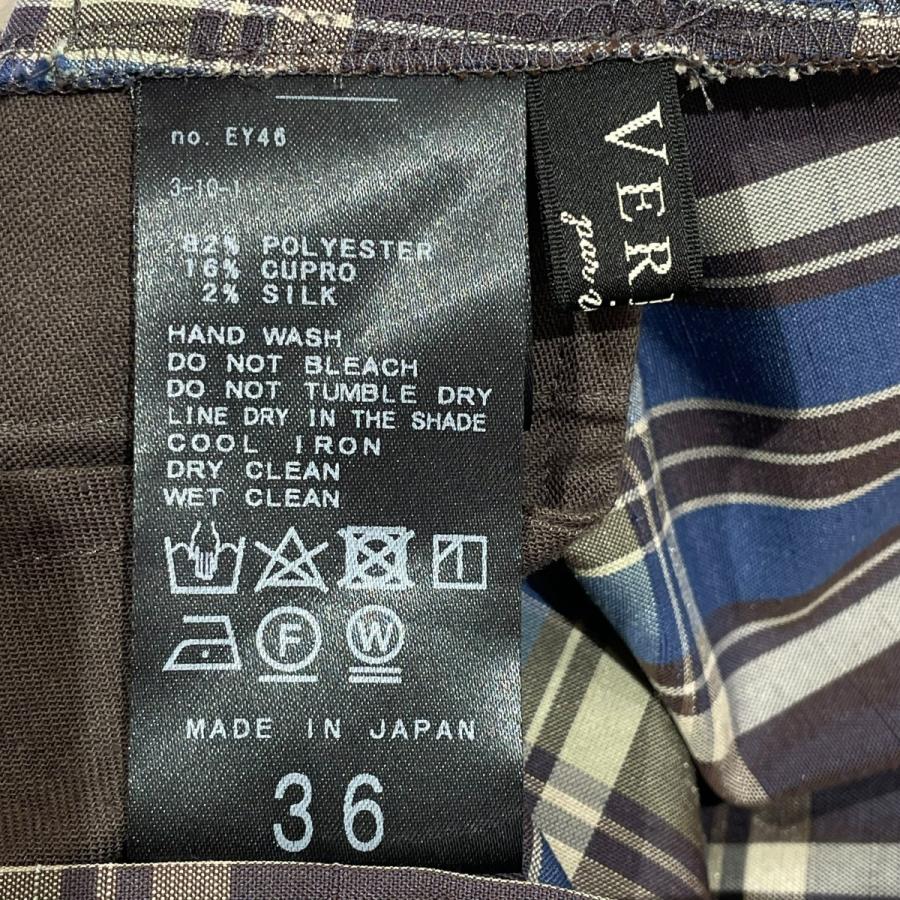 no. EY46
3-10-1
82% POLYESTER
16% CUPRO
2% SILK
HAND WASH
DO NOT BLEACH
DO NOT TUMBLE DRY
LINE DRY IN THE SHADE
COOL IRON
DRY CLEAN
WET CLEAN
F
W
MADE IN JAPAN
36
VER
par